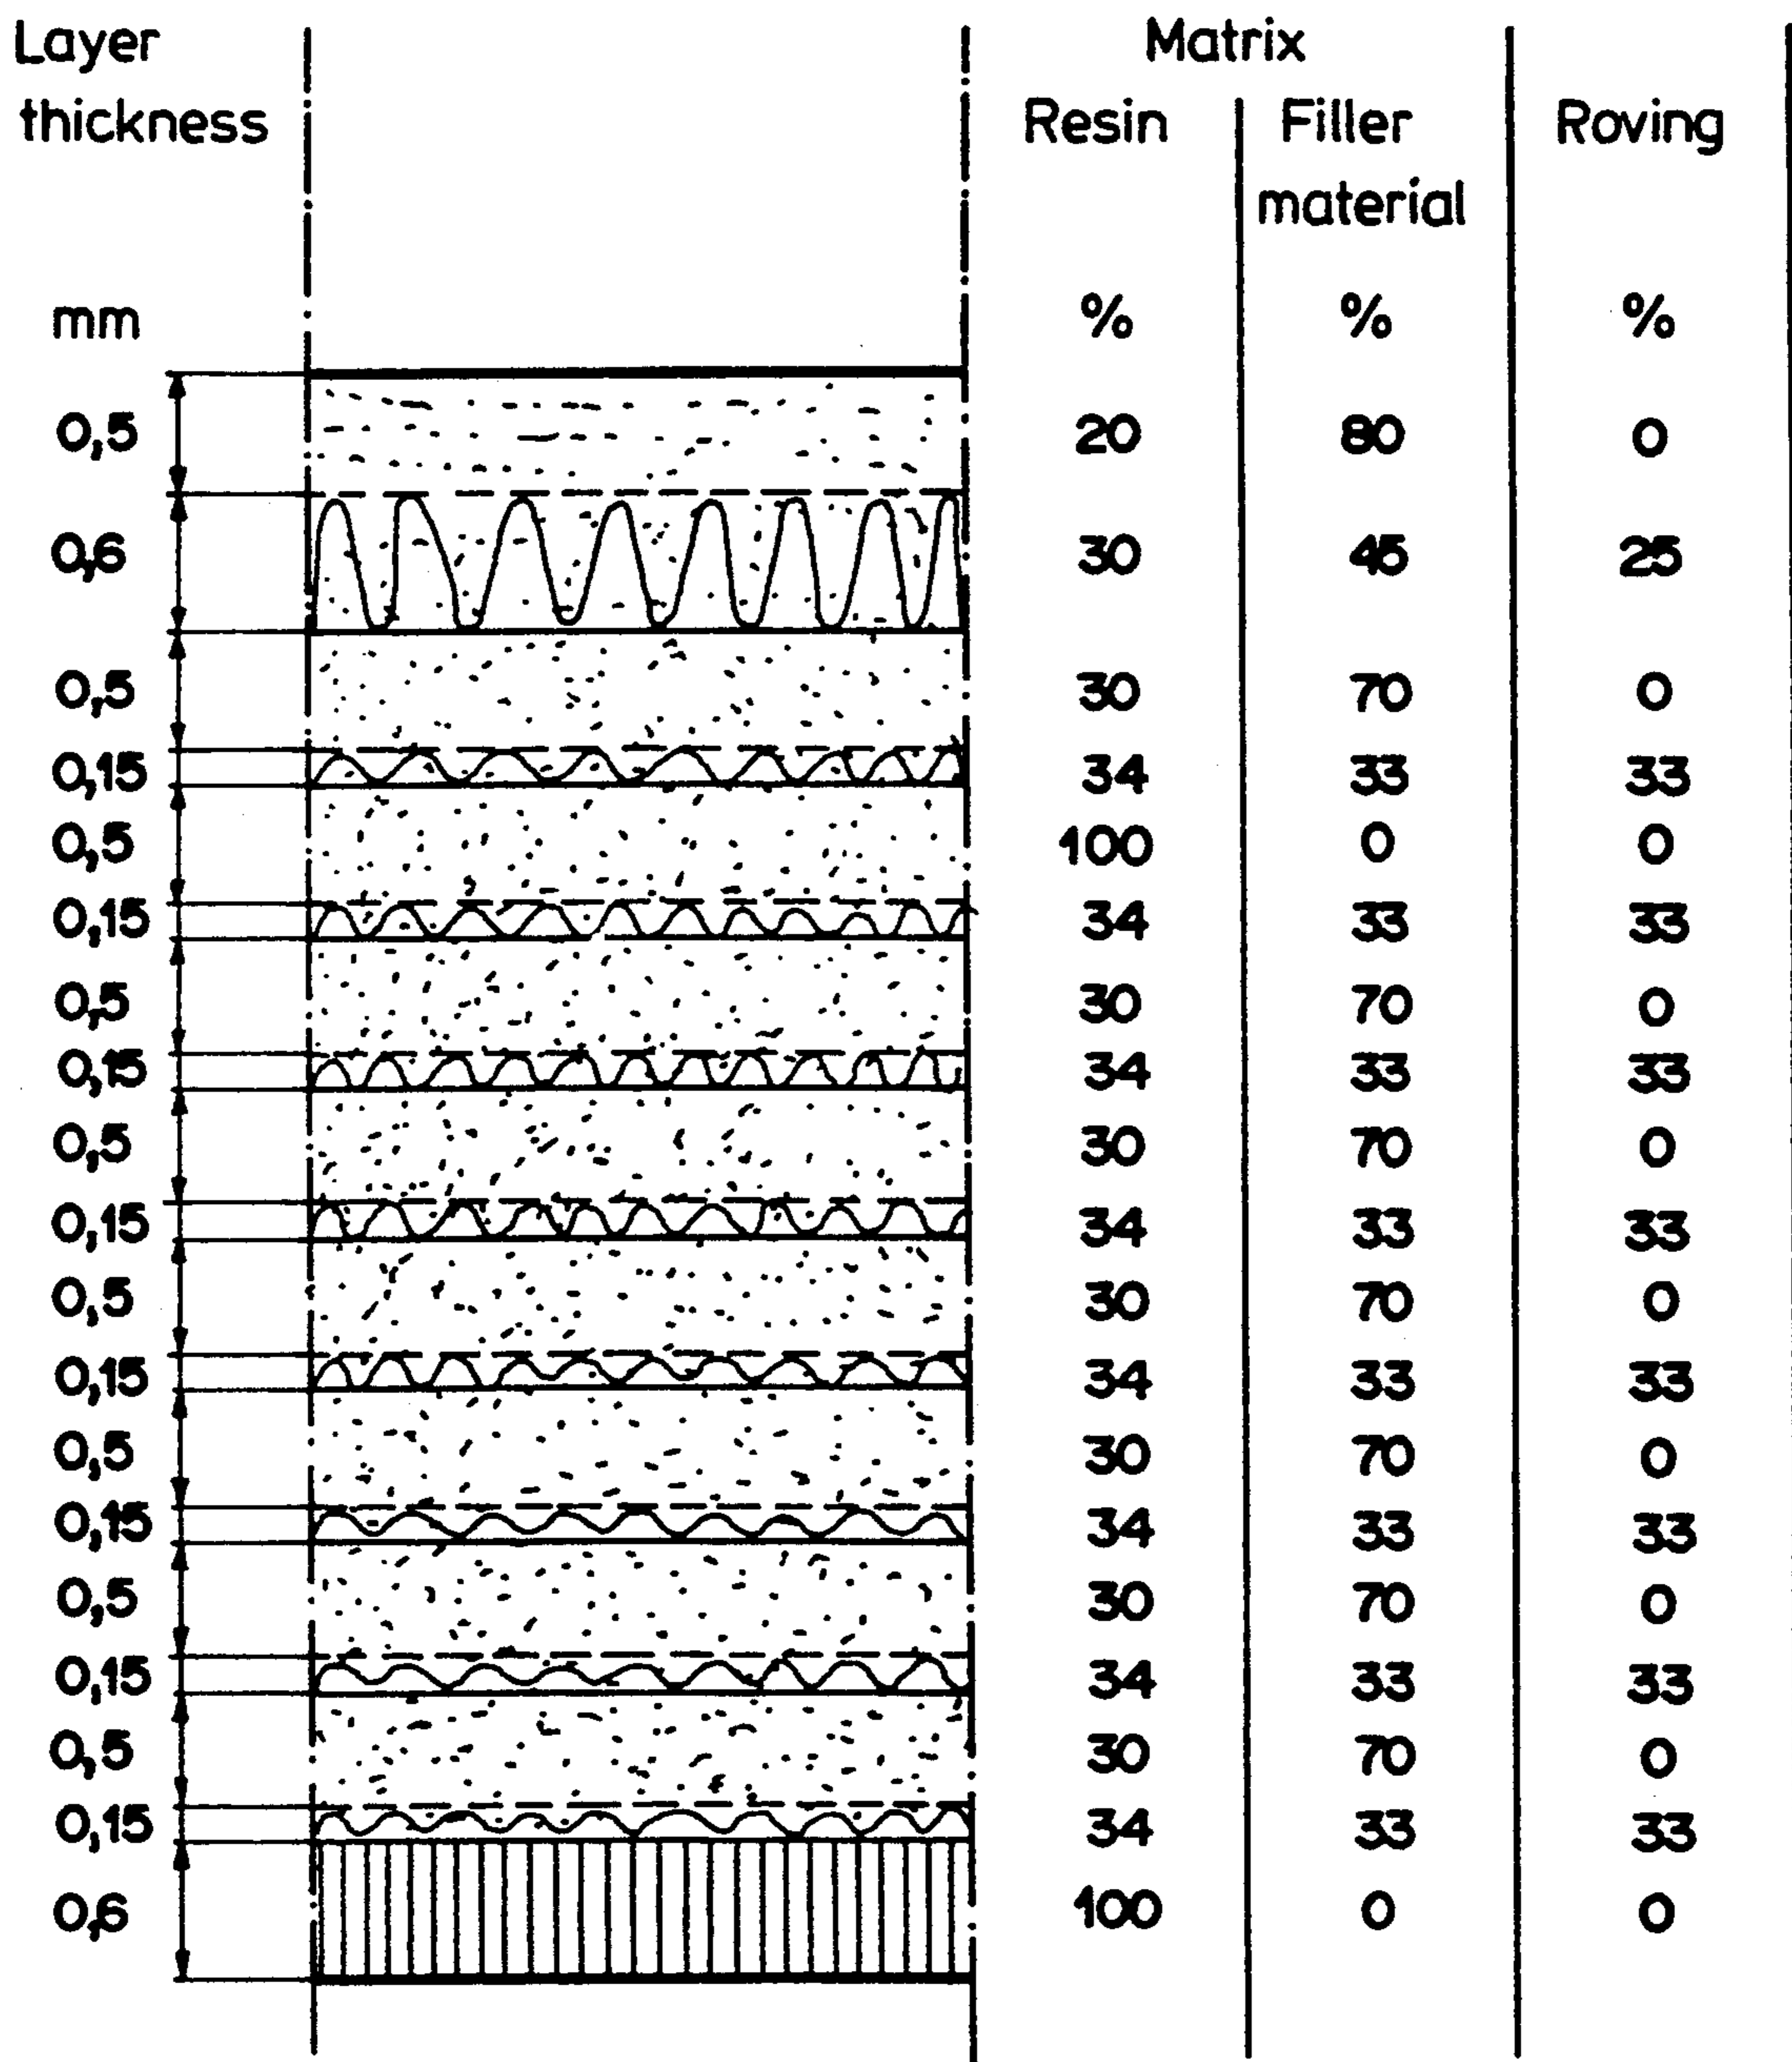 Layer Matrix
thickness Resin Filler Roving
material
mm % % %
0,5 20 80 0
0,6 30 45 25
0,5 30 70 0
0,15 34 33 33
0,5 100 0 0
0,15 34 33 33
0,5 30 70 0
0,15 34 33 33
0,5 30 70 0
0,15 34 33 33
0,5 30 70 0
0,15 34 33 33
0,5 30 70 0
0,15 34 33 33
0,5 30 70 0
0,15 34 33 33
0,5 30 70 0
0,15 34 33 33
0,6 100 0 0